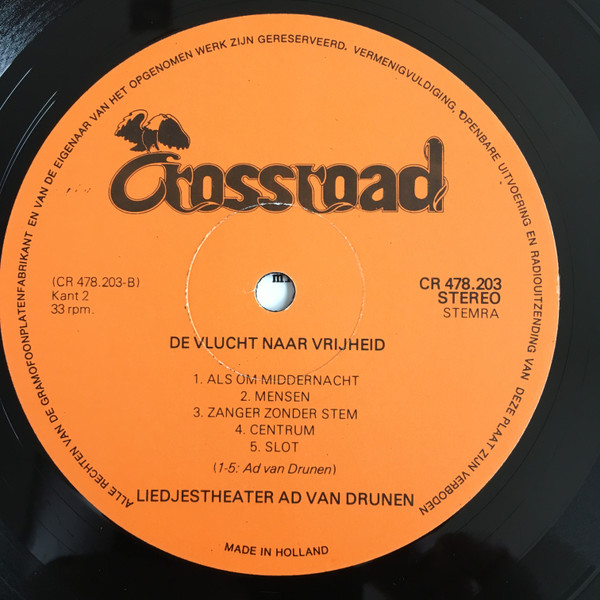 ALLE RECHTEN VAN DE GRAMOFOONPLATENFABRIKANT EN VAN DE EIGENAAR VAN HET OPGENOMEN WERK ZIJN GERESERVEERD. VERMENIGVULDIGING, OPENBARE UITVOERING EN RADIOUITZENDING VAN DEZE PLAAT ZIJN VERBODEN
Crossroad
(CR 478.203-B)
Kant 2
33 rpm.
CR 478.203
STEREO
STEMRA
DE VLUCHT NAAR VRIJHEID
1. ALS OM MIDDERNACHT
2. MENSEN
3. ZANGER ZONDER STEM
4. CENTRUM
5. SLOT
(1-5: Ad van Drunen)
LIEDJESTHEATER AD VAN DRUNEN
MADE IN HOLLAND